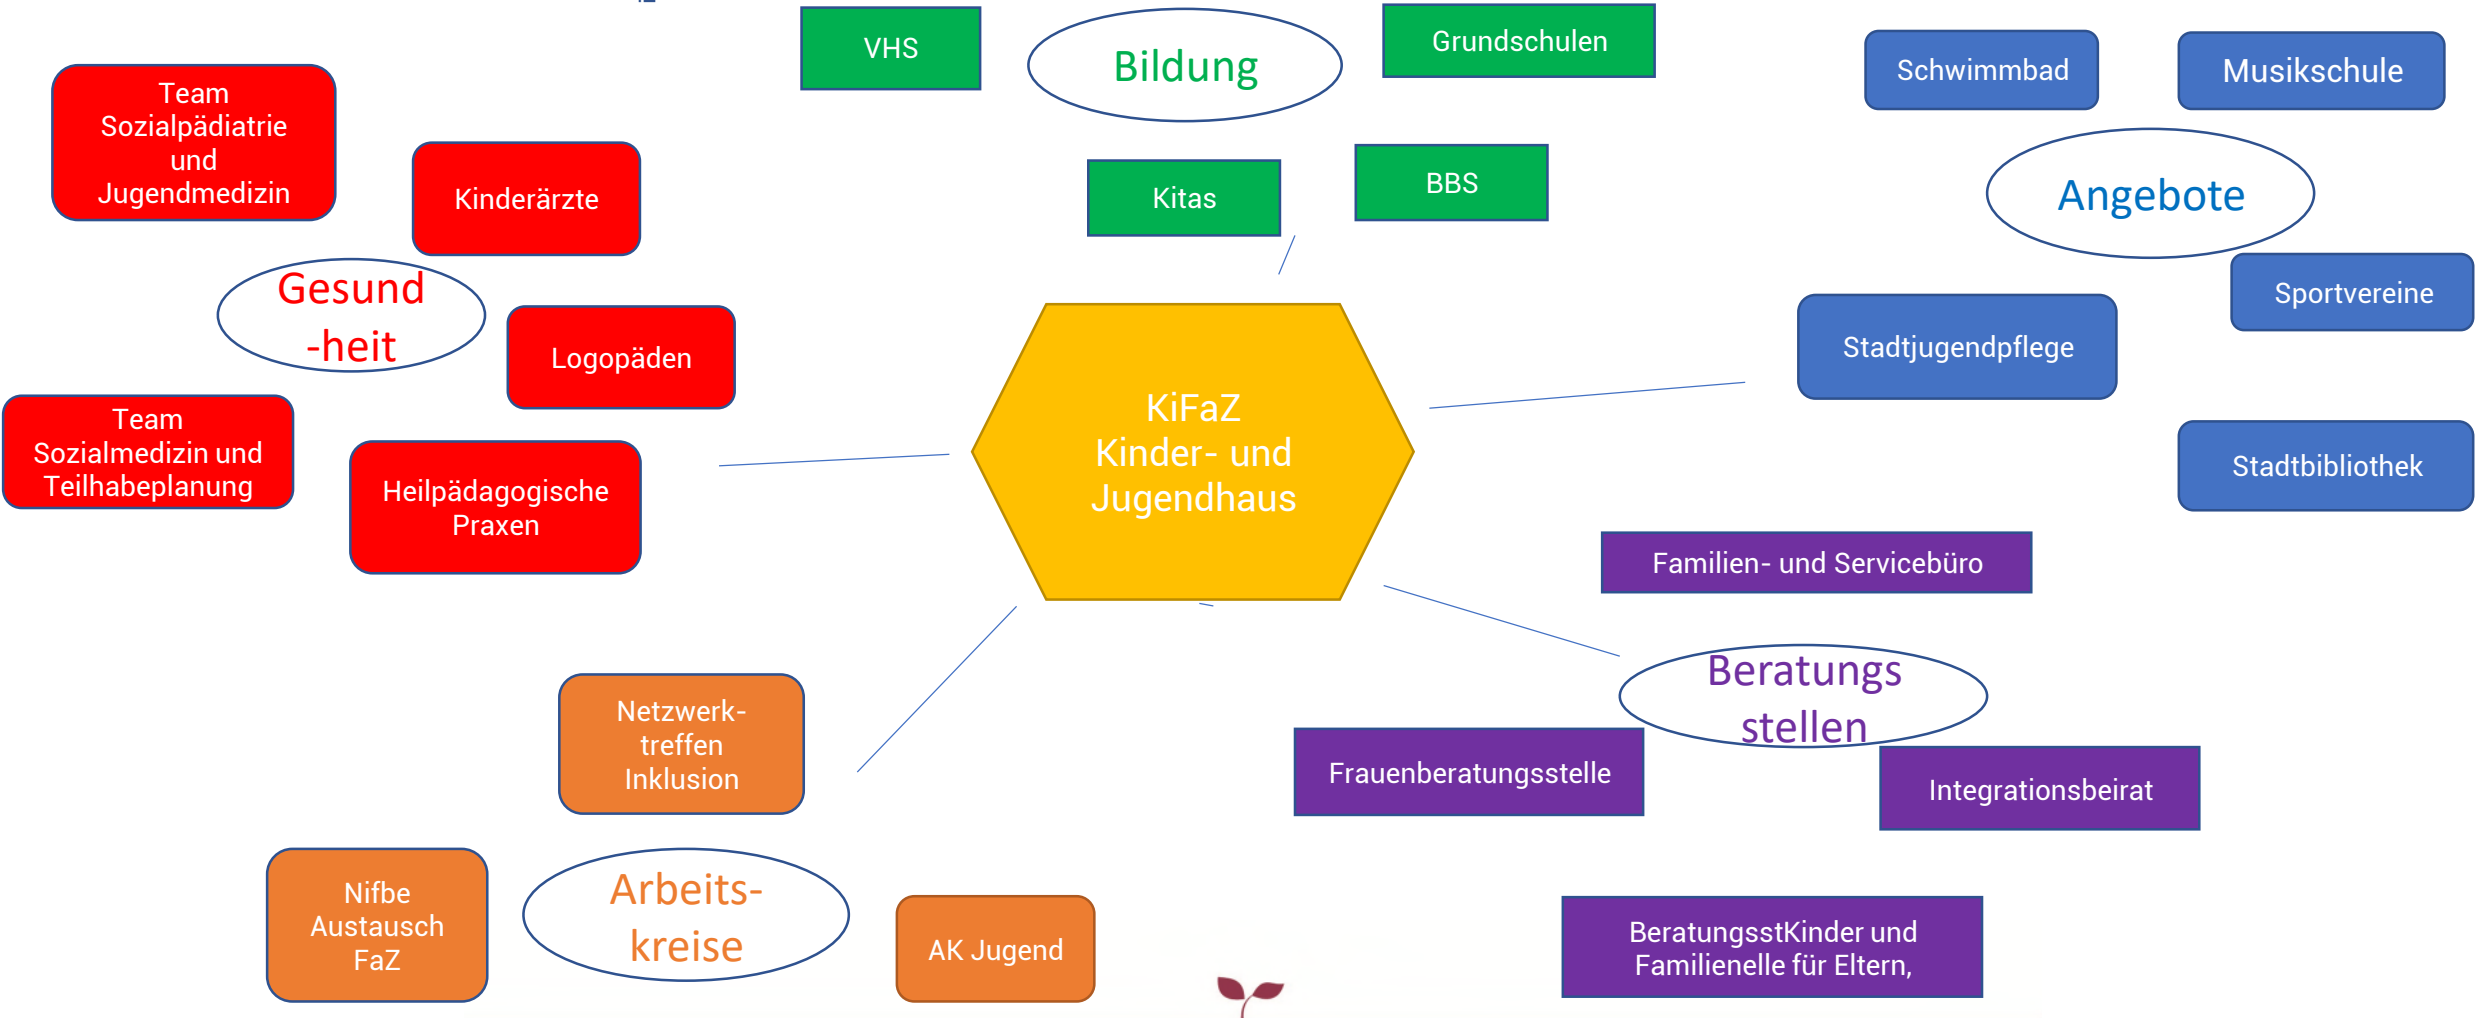 VHS
Bildung
Grundschulen
Kitas
BBS
Schwimmbad
Musikschule
Angebote
Sportvereine
Stadtjugendpflege
Stadtbibliothek
Team
Sozialpädiatrie
und
Jugendmedizin
Kinderärzte
Gesund
-heit
Logopäden
Team
Sozialmedizin und
Teilhabeplanung
Heilpädagogische
Praxen
KiFaZ
Kinder- und
Jugendhaus
Familien- und Servicebüro
Beratungs
stellen
Frauenberatungsstelle
Integrationsbeirat
BeratungsstKinder und
Familienelle für Eltern,
Netzwerk-
treffen
Inklusion
Nifbe
Austausch
FaZ
Arbeits-
kreise
AK Jugend